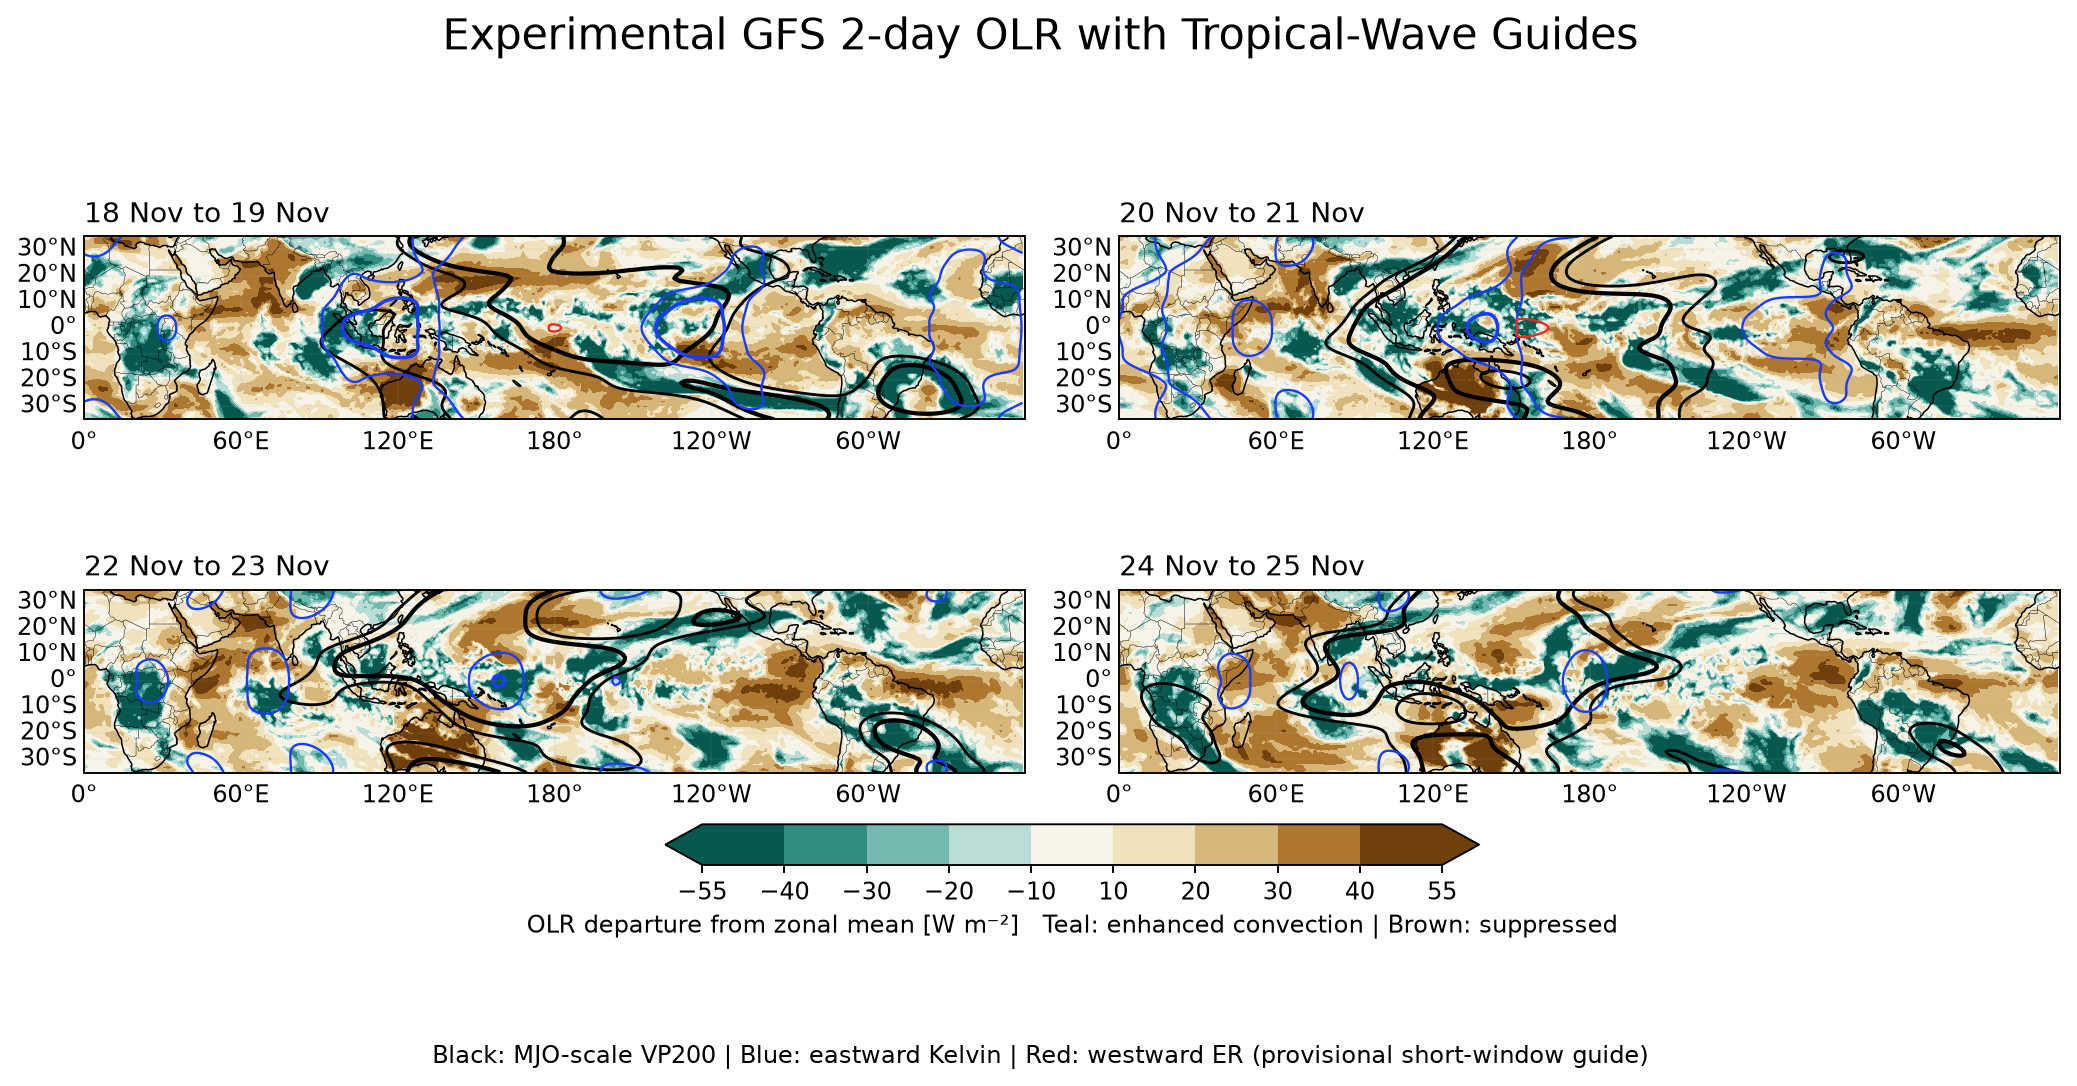 Experimental GFS 2-day OLR with Tropical-Wave Guides
18 Nov to 19 Nov
30°N
20°N
10°N
0°
10°S
20°S
30°S
0° 60°E 120°E 180° 120°W 60°W
20 Nov to 21 Nov
30°N
20°N
10°N
0°
10°S
20°S
30°S
0° 60°E 120°E 180° 120°W 60°W
22 Nov to 23 Nov
30°N
20°N
10°N
0°
10°S
20°S
30°S
0° 60°E 120°E 180° 120°W 60°W
24 Nov to 25 Nov
30°N
20°N
10°N
0°
10°S
20°S
30°S
0° 60°E 120°E 180° 120°W 60°W
−55 −40 −30 −20 −10 10 20 30 40 55
OLR departure from zonal mean [W m⁻²]   Teal: enhanced convection | Brown: suppressed
Black: MJO-scale VP200 | Blue: eastward Kelvin | Red: westward ER (provisional short-window guide)